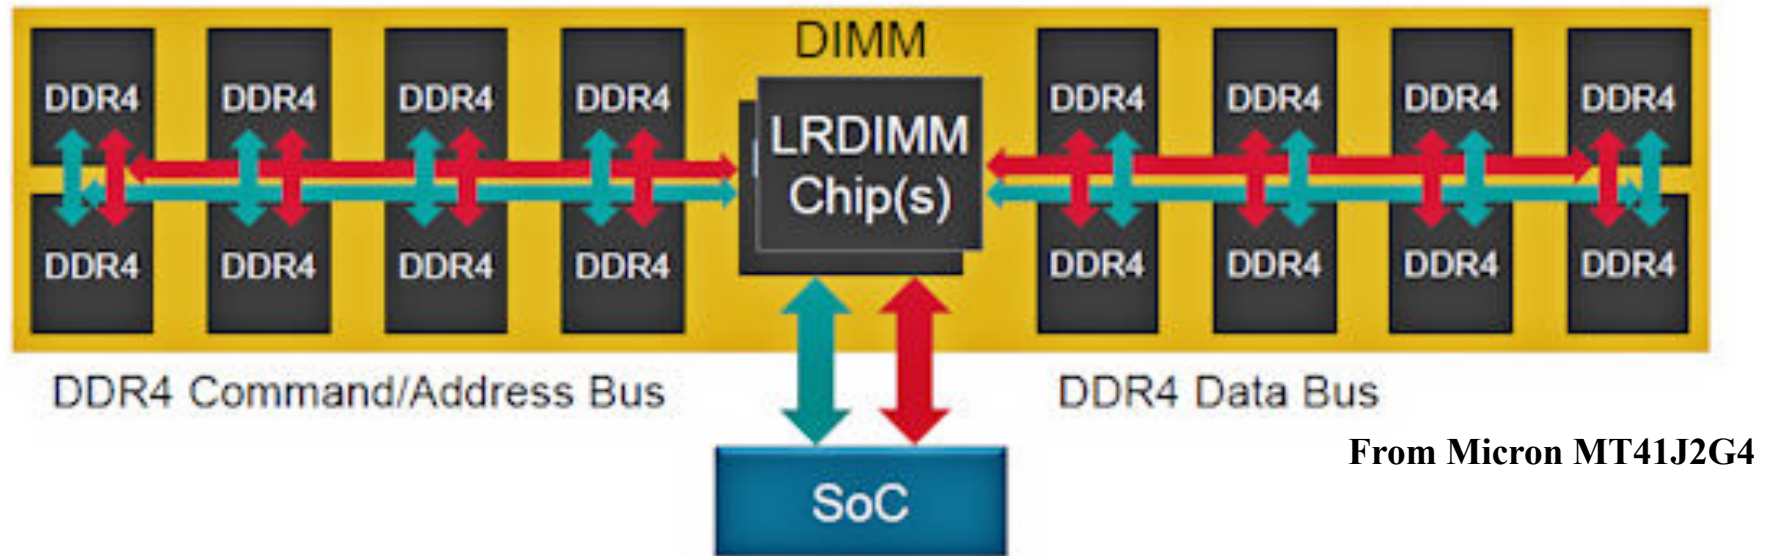 DIMM
DDR4 DDR4 DDR4 DDR4 DDR4 DDR4 DDR4 DDR4
LRDIMM
Chip(s)
DDR4 DDR4 DDR4 DDR4 DDR4 DDR4 DDR4 DDR4
DDR4 Command/Address Bus
DDR4 Data Bus
From Micron MT41J2G4
SoC